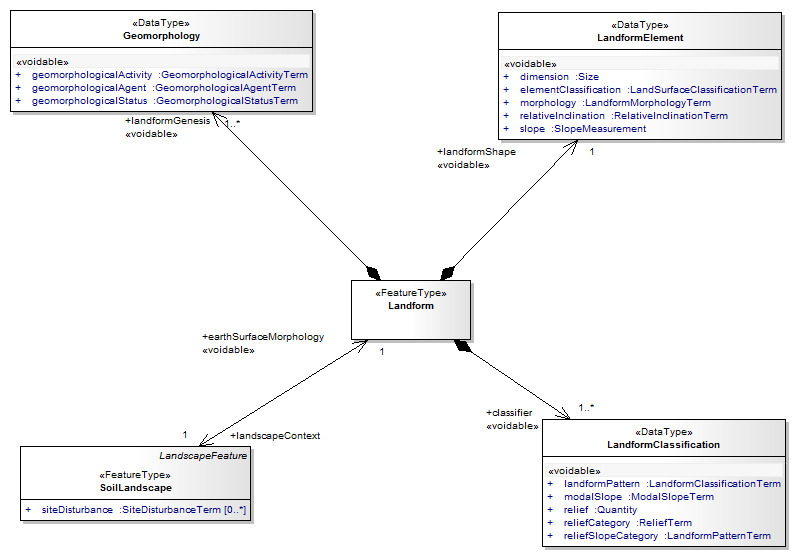 «DataType»
Geomorphology
«voidable»
+ geomorphologicalActivity :GeomorphologicalActivityTerm
+ geomorphologicalAgent :GeomorphologicalAgentTerm
+ geomorphologicalStatus :GeomorphologicalStatusTerm
«DataType»
LandformElement
«voidable»
+ dimension :Size
+ elementClassification :LandSurfaceClassificationTerm
+ morphology :LandformMorphologyTerm
+ relativeInclination :RelativeInclinationTerm
+ slope :SlopeMeasurement
+landformGenesis
«voidable»
1..*
+landformShape
«voidable»
1
«FeatureType»
Landform
+earthSurfaceMorphology
«voidable»
1
1
+landscapeContext
+classifier
«voidable»
1..*
LandscapeFeature
«FeatureType»
SoilLandscape
+ siteDisturbance :SiteDisturbanceTerm [0..*]
«DataType»
LandformClassification
«voidable»
+ landformPattern :LandformClassificationTerm
+ modalSlope :ModalSlopeTerm
+ relief :Quantity
+ reliefCategory :ReliefTerm
+ reliefSlopeCategory :LandformPatternTerm